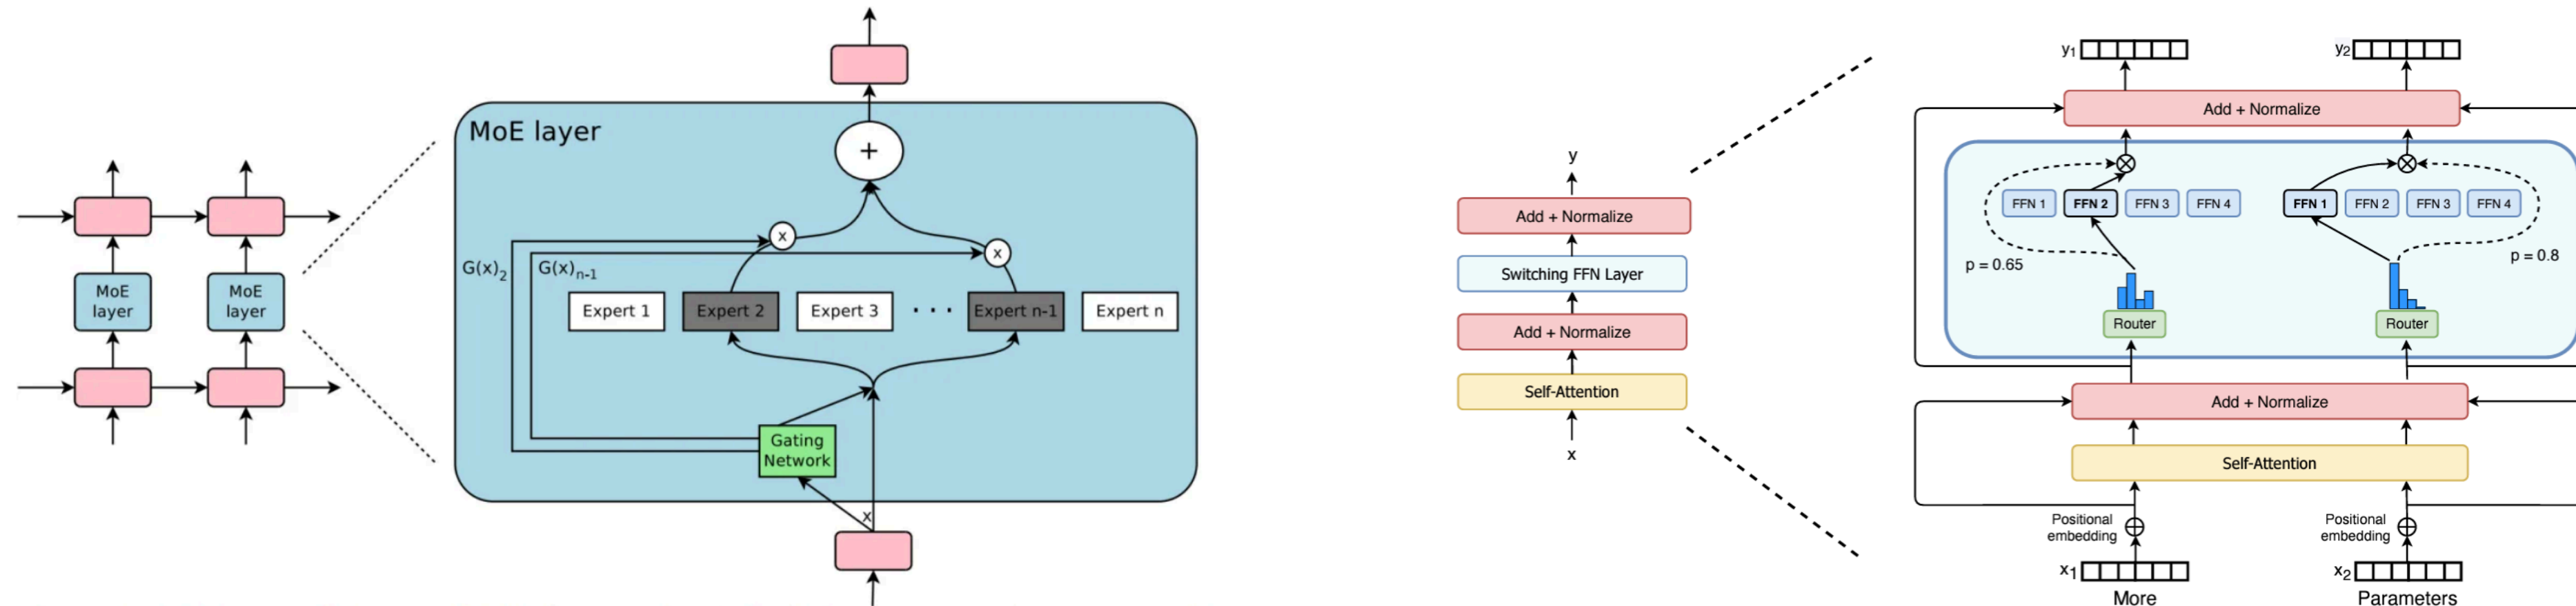 MoE
layer
MoE
layer
MoE layer
+
x
x
G(x)2
G(x)n-1
Expert 1
Expert 2
Expert 3
· · ·
Expert n-1
Expert n
Gating
Network
x
y
Add + Normalize
Switching FFN Layer
Add + Normalize
Self-Attention
x
y1
y2
Add + Normalize
FFN 1
FFN 2
FFN 3
FFN 4
FFN 1
FFN 2
FFN 3
FFN 4
p = 0.65
p = 0.8
Router
Router
Add + Normalize
Self-Attention
Positional
embedding
Positional
embedding
x1
x2
More
Parameters